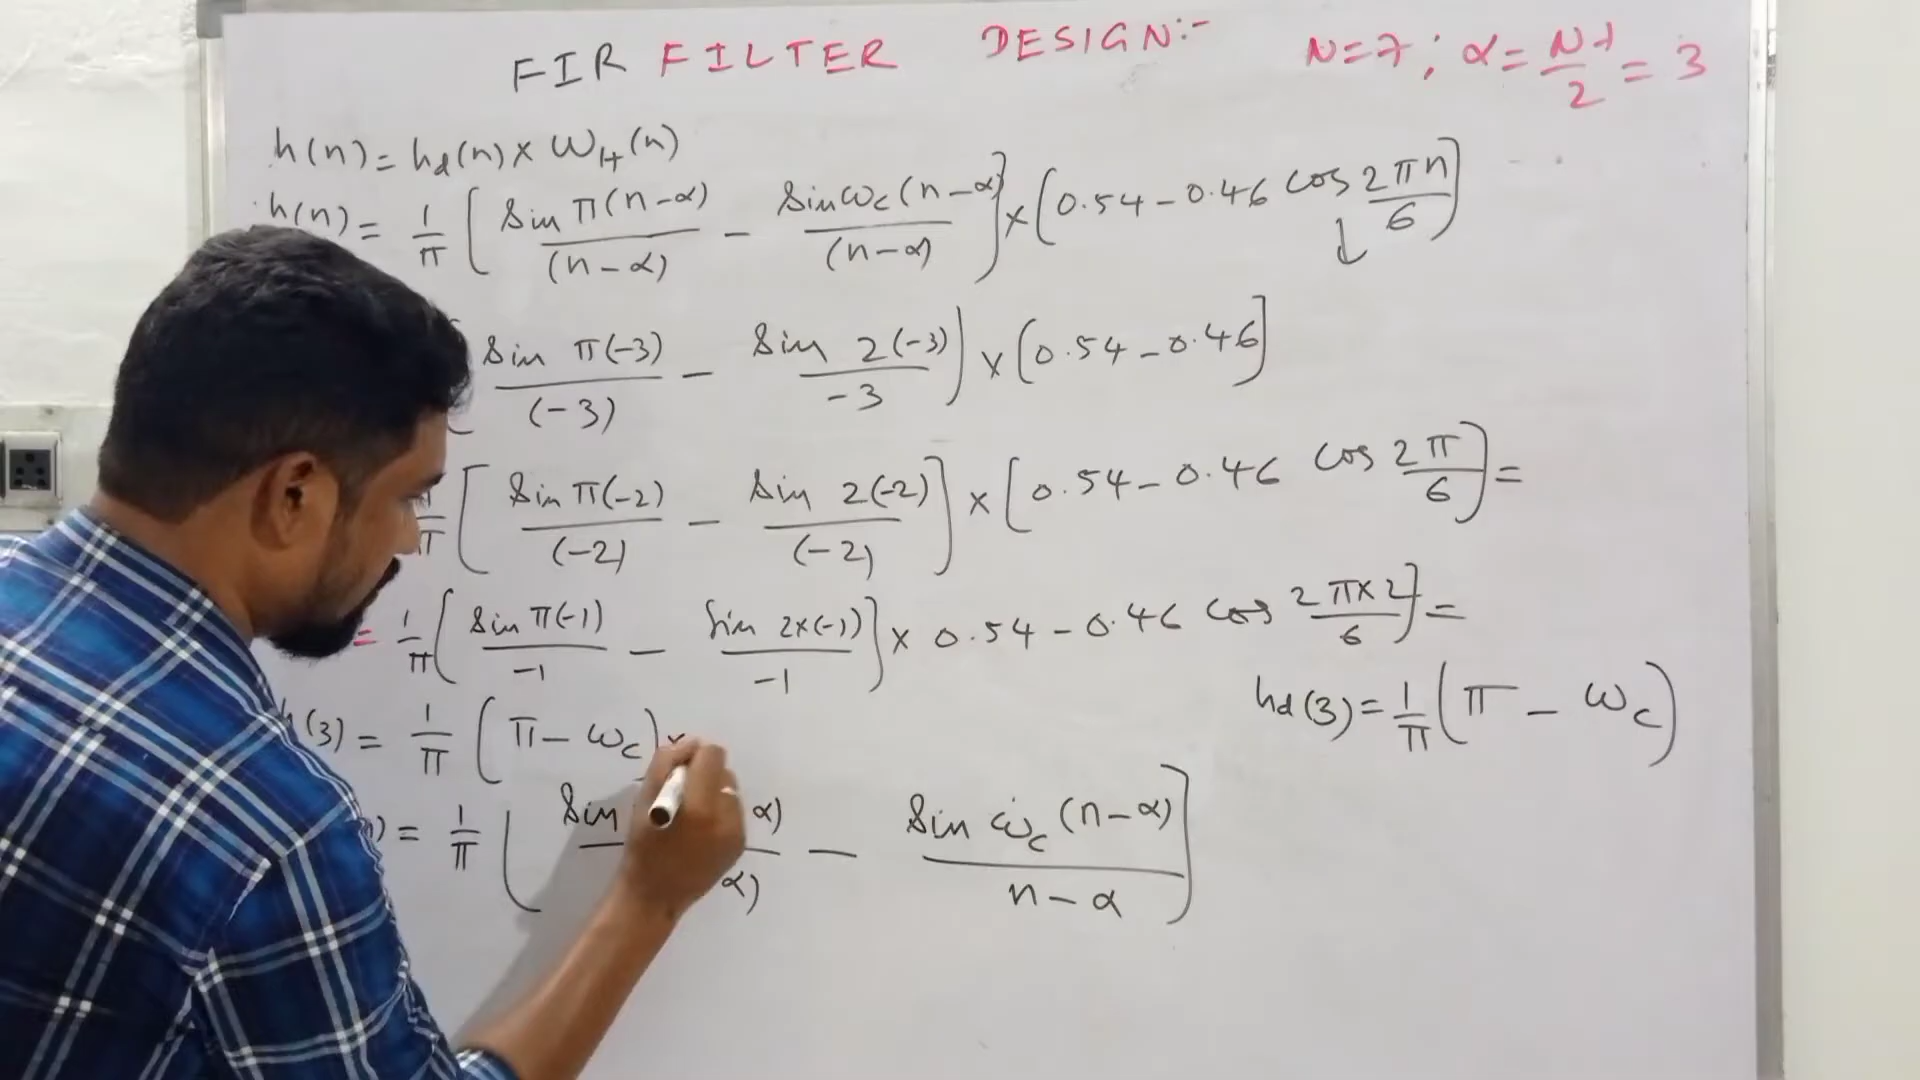 FIR FILTER DESIGN:- N=7; α = N-1/2 = 3
h(n) = hd(n) × WH(n)
h(n) = 1/π [ Sin π(n-α)/(n-α) - Sin ωc(n-α)/(n-α) ] × (0.54 - 0.46 cos 2πn/6)
↓
Sin π(-3)/(-3) - Sin 2(-3)/-3 ) × (0.54 - 0.46]
π [ Sin π(-2)/(-2) - Sin 2(-2)/(-2) ] × [0.54 - 0.46 cos 2π/6) =
= 1/π ( Sin π(-1)/-1 - Sin 2×(-1)/-1 ] × 0.54 - 0.46 cos 2π×2/6 ] =
hd(3) = 1/π (π - ωc)
h(3) = 1/π (π - ωc) ×
) = 1/π ( Sin α)/α) - Sin ωc(n-α)/n-α ]